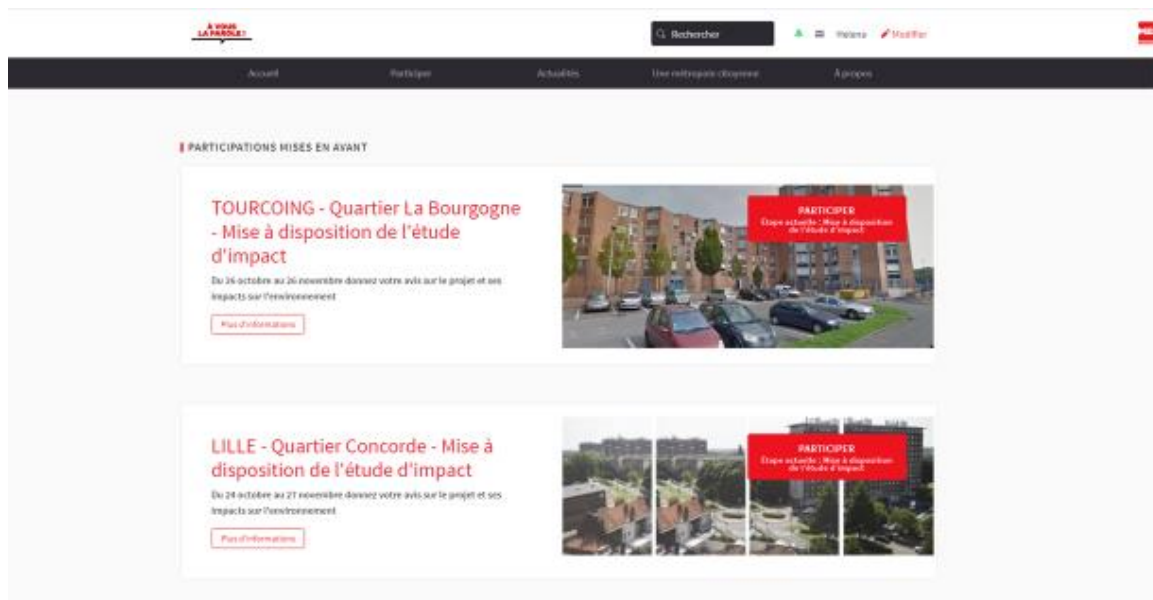 À VOUS
LA PAROLE !
Rechercher
Helena
Modifier
Accueil
Participer
Actualités
Une métropole citoyenne
À propos
PARTICIPATIONS MISES EN AVANT
TOURCOING - Quartier La Bourgogne
- Mise à disposition de l'étude
d'impact
Du 26 octobre au 26 novembre donnez votre avis sur le projet et ses
impacts sur l'environnement
Plus d'informations
PARTICIPER
Étape actuelle : Mise à disposition
de l'étude d'impact
LILLE - Quartier Concorde - Mise à
disposition de l'étude d'impact
Du 24 octobre au 27 novembre donnez votre avis sur le projet et ses
impacts sur l'environnement
Plus d'informations
PARTICIPER
Étape actuelle : Mise à disposition
de l'étude d'impact